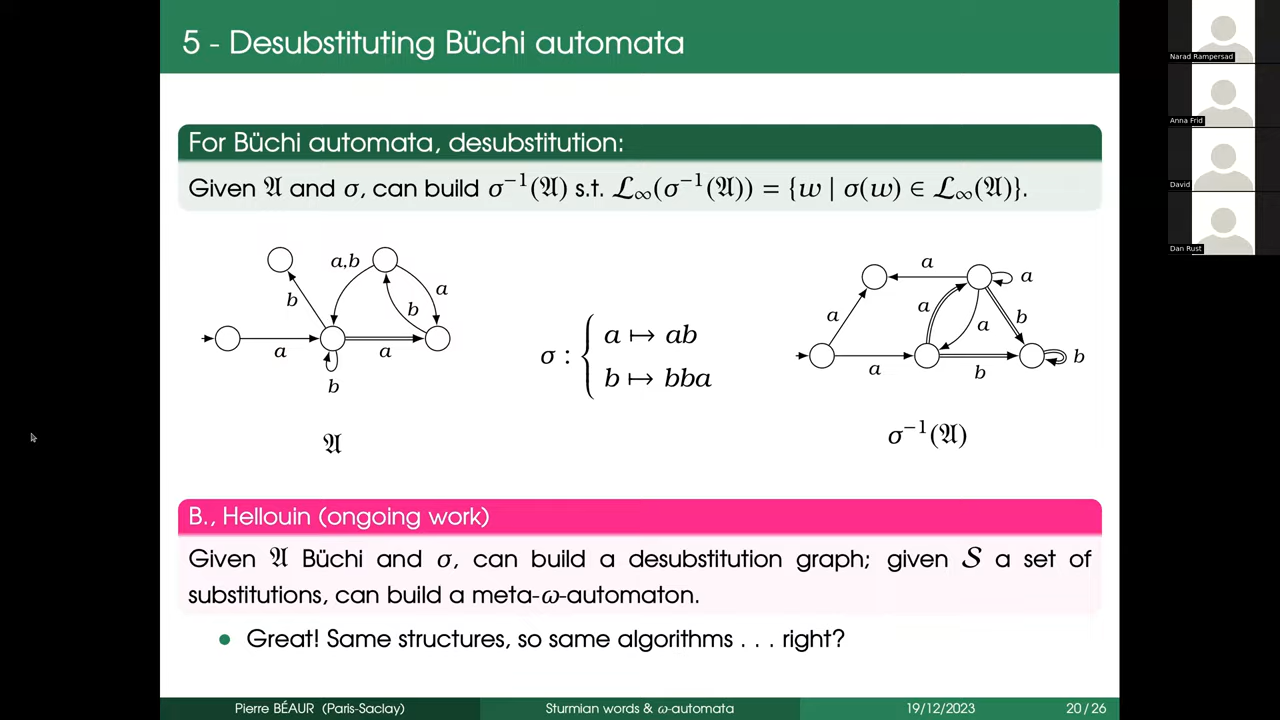 5 - Desubstituting Büchi automata
Narad Rampersad
Anna Frid
David
Dan Rust
For Büchi automata, desubstitution:
Given 𝔄 and σ, can build σ⁻¹(𝔄) s.t. ℒ∞(σ⁻¹(𝔄)) = {w | σ(w) ∈ ℒ∞(𝔄)}.
a,b
b
a
b
a
a
b
𝔄
σ : { a ↦ ab
b ↦ bba
a
a
a
a
a
b
a
b
b
σ⁻¹(𝔄)
B., Hellouin (ongoing work)
Given 𝔄 Büchi and σ, can build a desubstitution graph; given 𝒮 a set of
substitutions, can build a meta-ω-automaton.
• Great! Same structures, so same algorithms . . . right?
Pierre BÉAUR (Paris-Saclay)
Sturmian words & ω-automata
19/12/2023
20 / 26